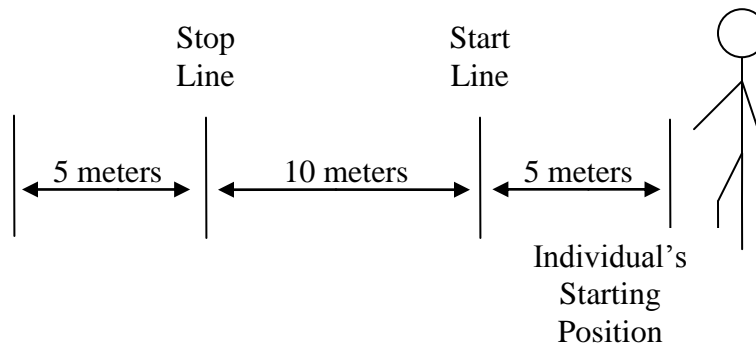 Stop
Line
Start
Line
5 meters
10 meters
5 meters
Individual’s
Starting
Position